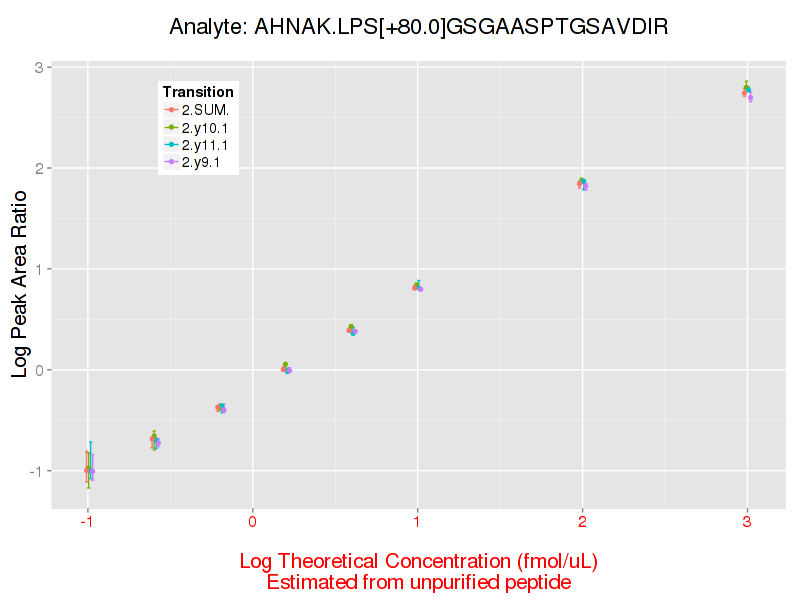 Analyte: AHNAK.LPS[+80.0]GSGAASPTGSAVDIR
Transition
2.SUM.
2.y10.1
2.y11.1
2.y9.1
Log Peak Area Ratio
3
2
1
0
-1
-1 0 1 2 3
Log Theoretical Concentration (fmol/uL)
Estimated from unpurified peptide